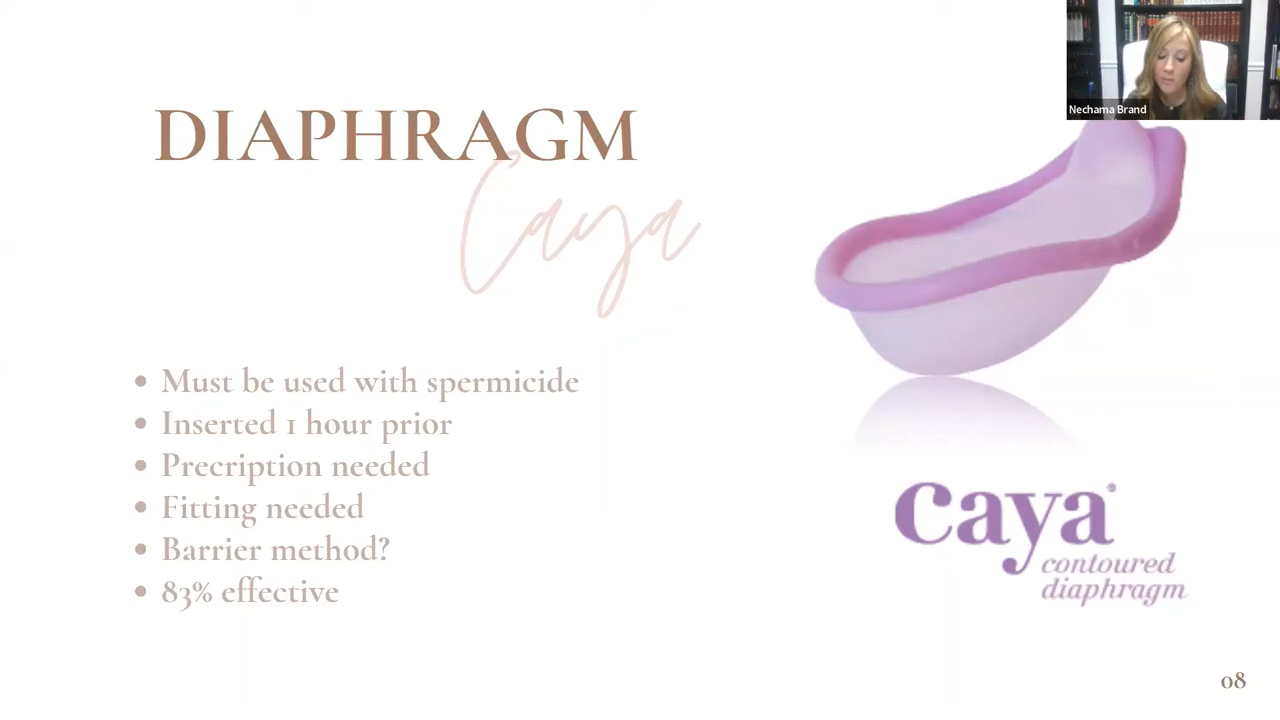 DIAPHRAGM
Caya
Nechama Brand
• Must be used with spermicide
• Inserted 1 hour prior
• Precription needed
• Fitting needed
• Barrier method?
• 83% effective
caya®
contoured
diaphragm
08